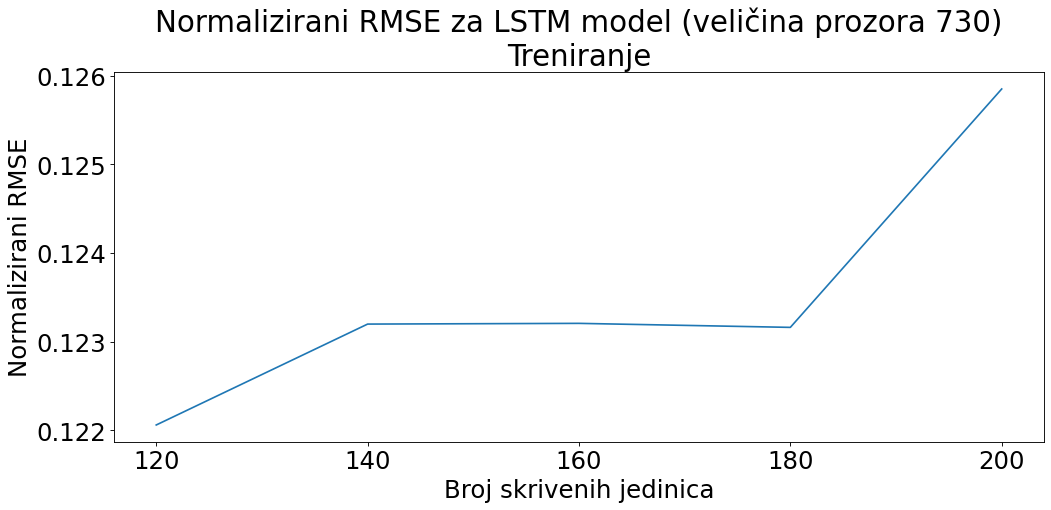 Normalizirani RMSE za LSTM model (veličina prozora 730)
Treniranje
Normalizirani RMSE
0.126
0.125
0.124
0.123
0.122
120 140 160 180 200
Broj skrivenih jedinica